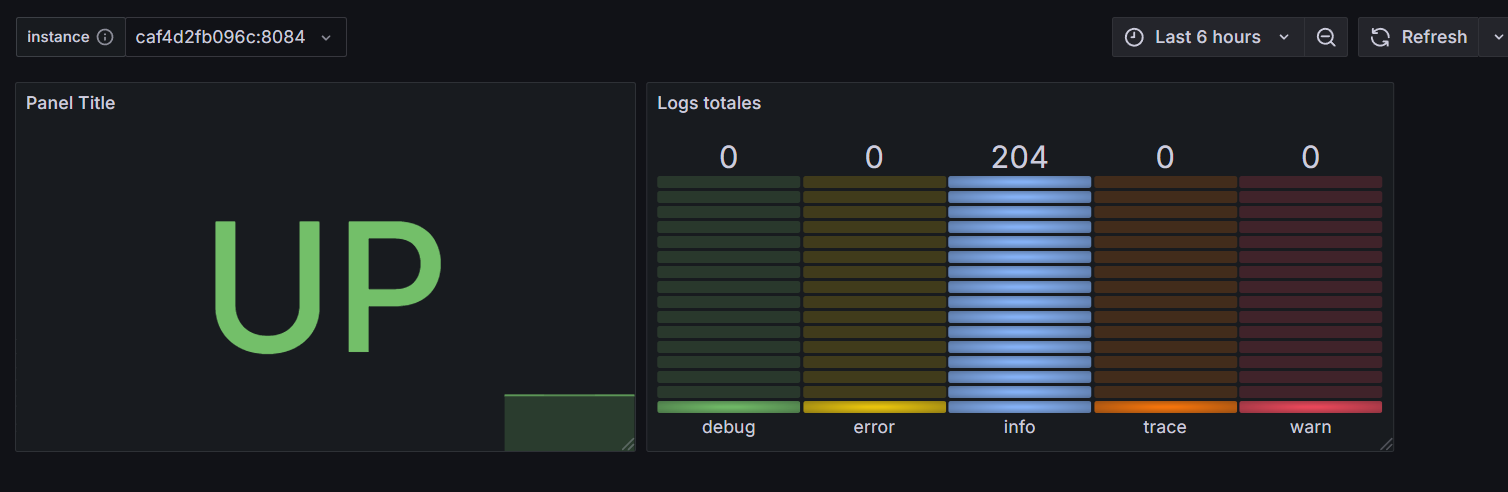 instance caf4d2fb096c:8084 Last 6 hours Refresh
Panel Title
UP
Logs totales
0 0 204 0 0
debug error info trace warn